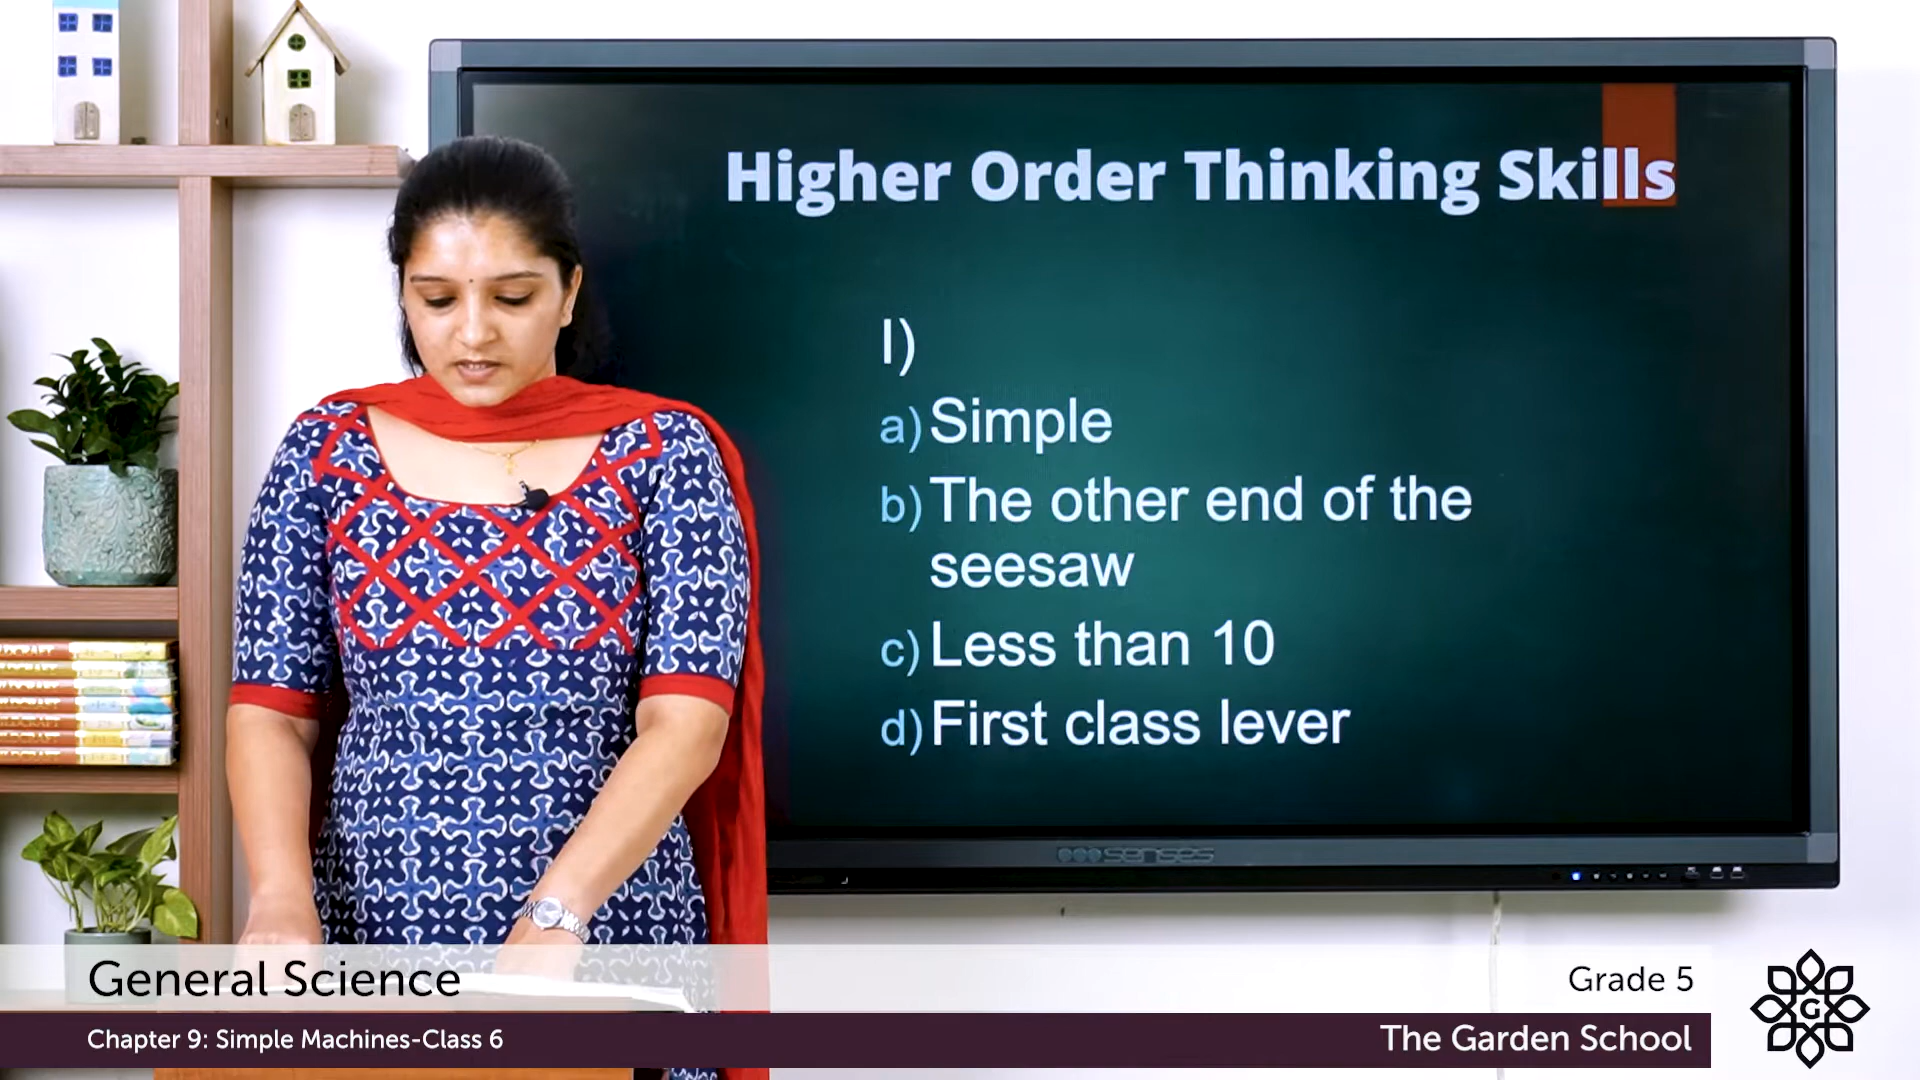 Higher Order Thinking Skills
I)
a) Simple
b) The other end of the
seesaw
c) Less than 10
d) First class lever
senses
General Science
Grade 5
Chapter 9: Simple Machines-Class 6
The Garden School
G